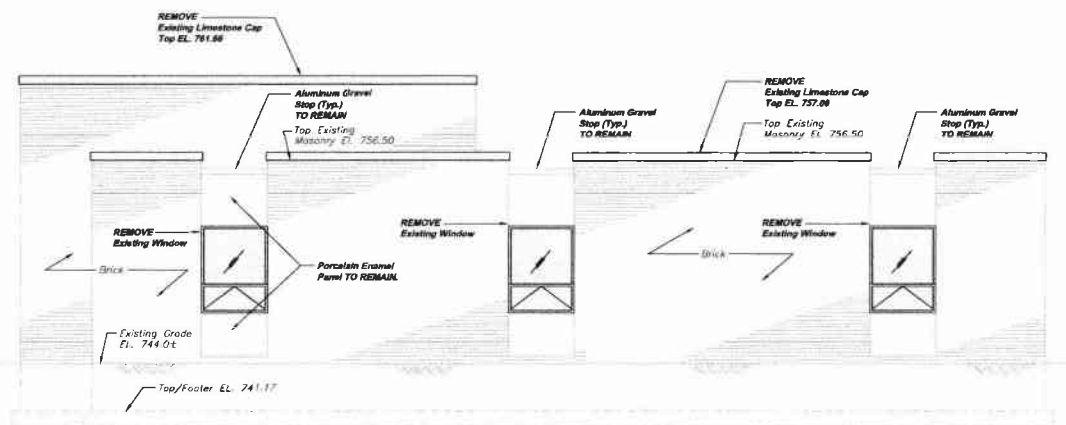 REMOVE
Existing Limestone Cap
Top EL. 761.66
Aluminum Gravel
Stop (Typ.)
TO REMAIN
Top Existing
Masonry El. 756.50
REMOVE
Existing Limestone Cap
Top EL. 757.00
Aluminum Gravel
Stop (Typ.)
TO REMAIN
Top Existing
Masonry El. 756.50
Aluminum Gravel
Stop (Typ.)
TO REMAIN
REMOVE
Existing Window
REMOVE
Existing Window
REMOVE
Existing Window
Brick
Porcelain Enamel
Panel TO REMAIN.
Brick
Existing Grade
EL. 744.0±
Top/Footer EL. 741.17